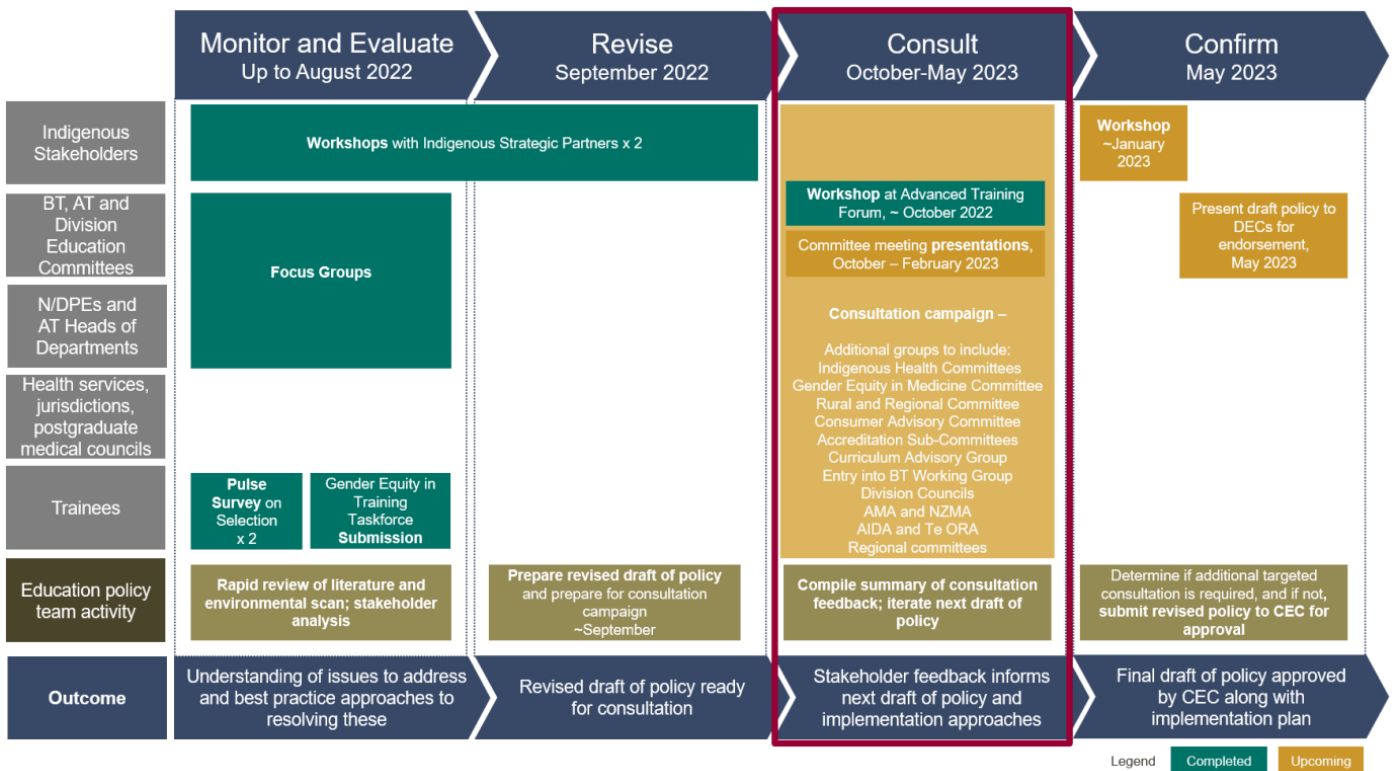 Monitor and Evaluate
Up to August 2022
Revise
September 2022
Consult
October-May 2023
Confirm
May 2023
Indigenous
Stakeholders
Workshops with Indigenous Strategic Partners x 2
Workshop
~January
2023
BT, AT and
Division
Education
Committees
Focus Groups
Workshop at Advanced Training
Forum, ~ October 2022
Committee meeting presentations,
October – February 2023
Present draft policy to
DECs for
endorsement,
May 2023
N/DPEs and
AT Heads of
Departments
Consultation campaign –
Additional groups to include:
Indigenous Health Committees
Gender Equity in Medicine Committee
Rural and Regional Committee
Consumer Advisory Committee
Accreditation Sub-Committees
Curriculum Advisory Group
Entry into BT Working Group
Division Councils
AMA and NZMA
AIDA and Te ORA
Regional committees
Health services,
jurisdictions,
postgraduate
medical councils
Trainees
Pulse
Survey on
Selection
x 2
Gender Equity in
Training
Taskforce
Submission
Education policy
team activity
Rapid review of literature and
environmental scan; stakeholder
analysis
Prepare revised draft of policy
and prepare for consultation
campaign
~September
Compile summary of consultation
feedback; iterate next draft of
policy
Determine if additional targeted
consultation is required, and if not,
submit revised policy to CEC for
approval
Outcome
Understanding of issues to address
and best practice approaches to
resolving these
Revised draft of policy ready
for consultation
Stakeholder feedback informs
next draft of policy and
implementation approaches
Final draft of policy approved
by CEC along with
implementation plan
Legend
Completed
Upcoming